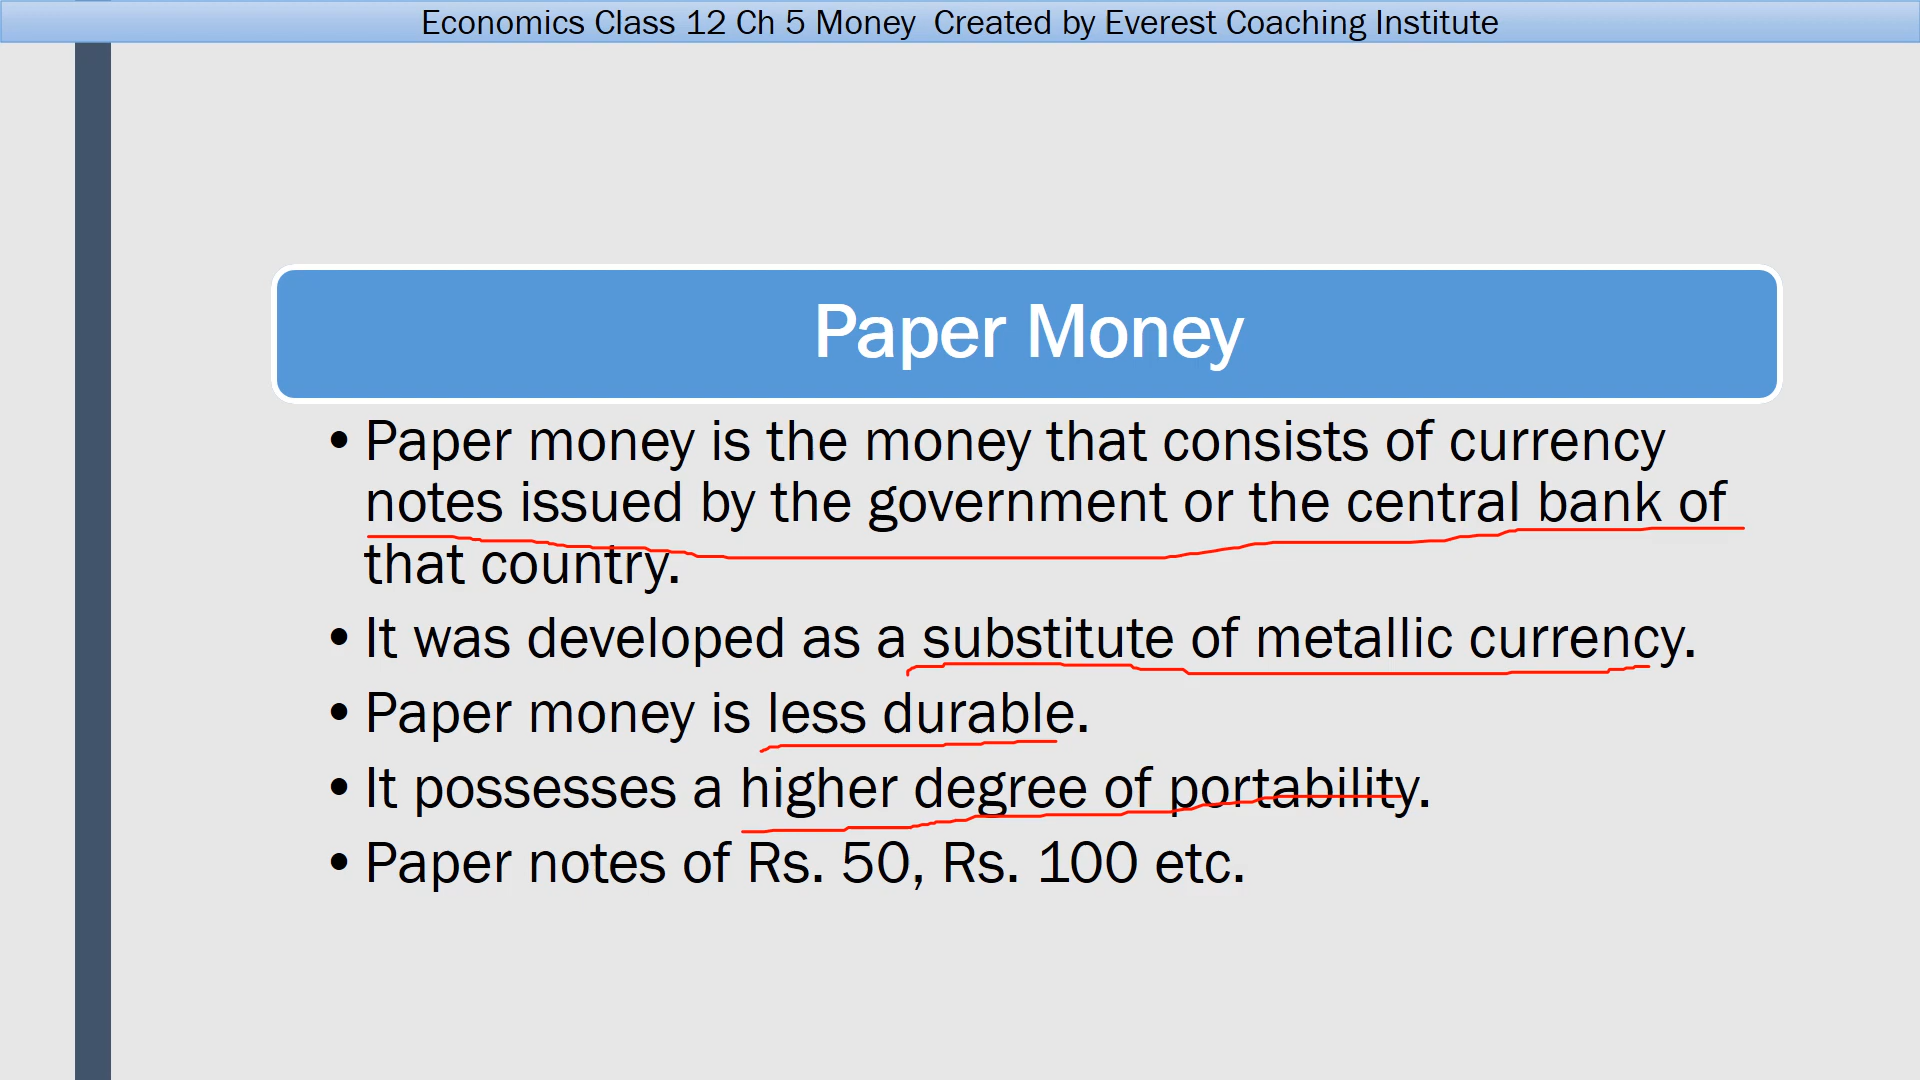 Economics Class 12 Ch 5 Money  Created by Everest Coaching Institute
Paper Money
• Paper money is the money that consists of currency
notes issued by the government or the central bank of
that country.
• It was developed as a substitute of metallic currency.
• Paper money is less durable.
• It possesses a higher degree of portability.
• Paper notes of Rs. 50, Rs. 100 etc.